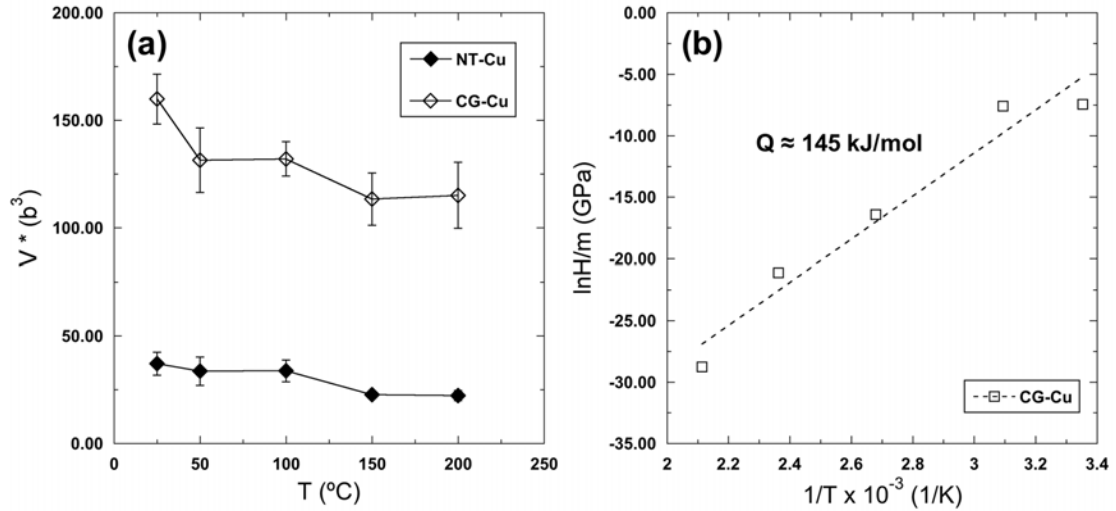 (a)
NT-Cu
CG-Cu
200.00
150.00
100.00
50.00
0.00
V * (b³)
0 50 100 150 200 250
T (ºC)
(b)
Q ≈ 145 kJ/mol
CG-Cu
0.00
-5.00
-10.00
-15.00
-20.00
-25.00
-30.00
-35.00
lnH/m (GPa)
2 2.2 2.4 2.6 2.8 3 3.2 3.4
1/T x 10⁻³ (1/K)